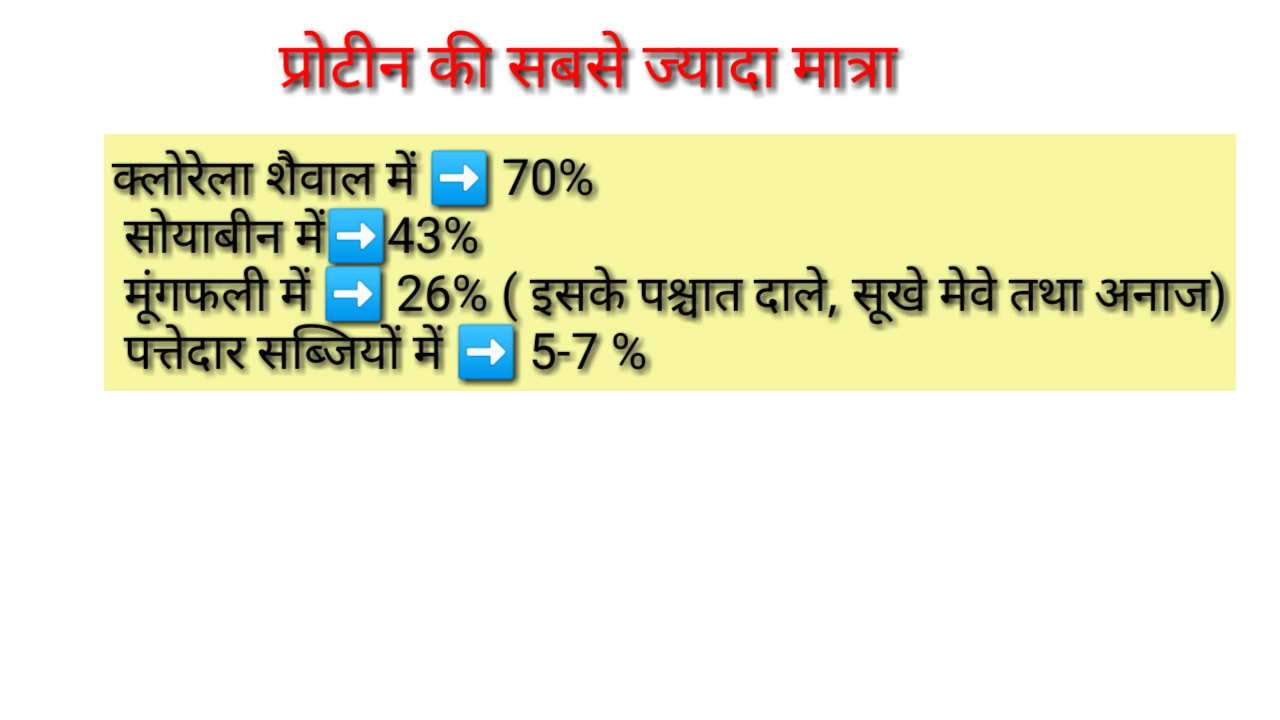 प्रोटीन की सबसे ज्यादा मात्रा
क्लोरेला शैवाल में ➡️ 70%
सोयाबीन में➡️43%
मूंगफली में ➡️ 26% ( इसके पश्चात दाले, सूखे मेवे तथा अनाज)
पत्तेदार सब्जियों में ➡️ 5-7 %